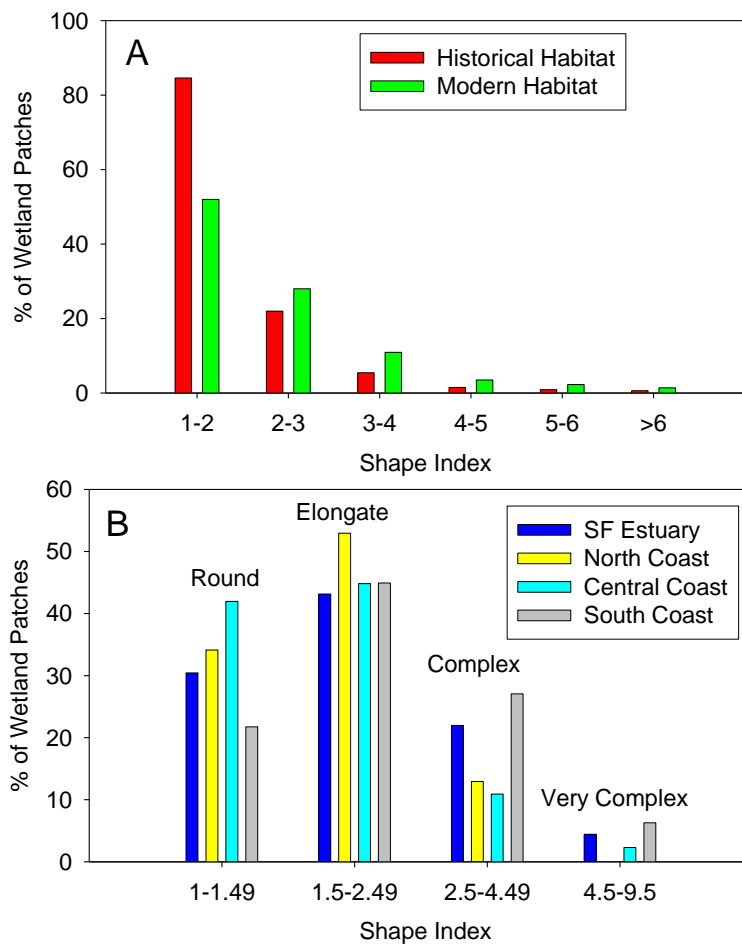 A
Historical Habitat
Modern Habitat
% of Wetland Patches
100
80
60
40
20
0
1-2 2-3 3-4 4-5 5-6 >6
Shape Index
B
SF Estuary
North Coast
Central Coast
South Coast
Round
Elongate
Complex
Very Complex
% of Wetland Patches
60
50
40
30
20
10
0
1-1.49 1.5-2.49 2.5-4.49 4.5-9.5
Shape Index